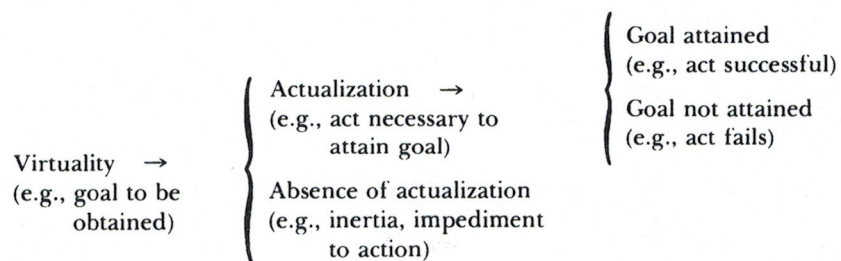 Virtuality →
(e.g., goal to be
obtained)
Actualization →
(e.g., act necessary to
attain goal)
Absence of actualization
(e.g., inertia, impediment
to action)
Goal attained
(e.g., act successful)
Goal not attained
(e.g., act fails)